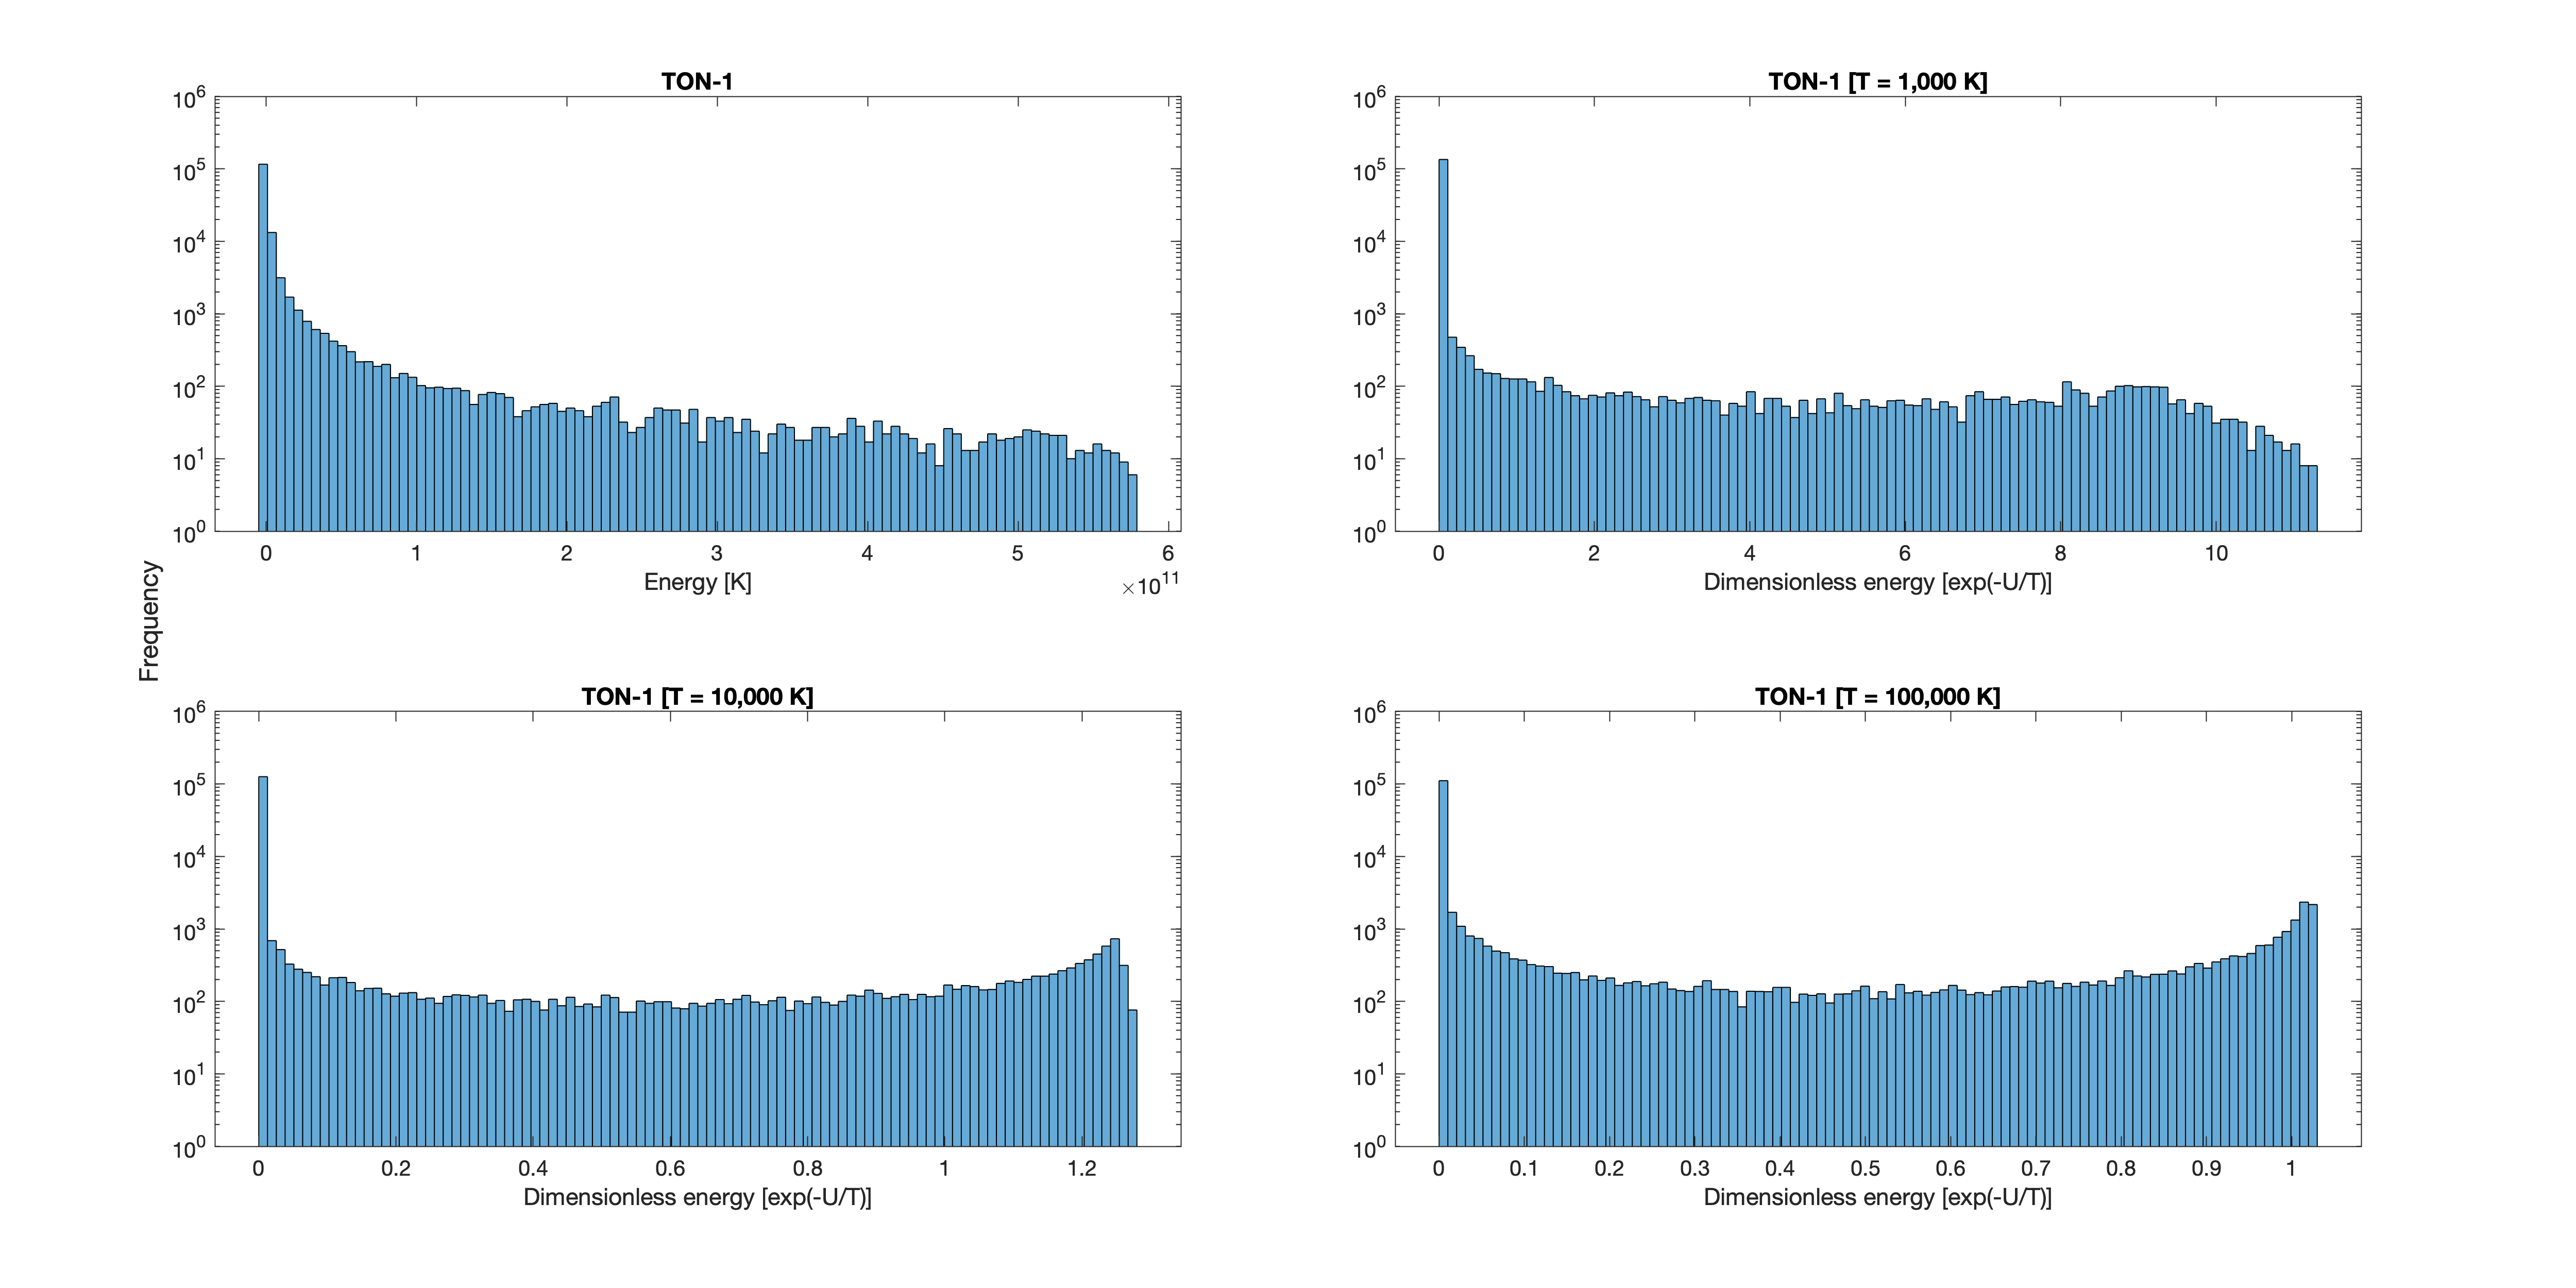 TON-1
10^6
10^5
10^4
10^3
10^2
10^1
10^0
0 1 2 3 4 5 6
Energy [K]
×10^11
TON-1 [T = 1,000 K]
10^6
10^5
10^4
10^3
10^2
10^1
10^0
0 2 4 6 8 10
Dimensionless energy [exp(-U/T)]
Frequency
TON-1 [T = 10,000 K]
10^6
10^5
10^4
10^3
10^2
10^1
10^0
0 0.2 0.4 0.6 0.8 1 1.2
Dimensionless energy [exp(-U/T)]
TON-1 [T = 100,000 K]
10^6
10^5
10^4
10^3
10^2
10^1
10^0
0 0.1 0.2 0.3 0.4 0.5 0.6 0.7 0.8 0.9 1
Dimensionless energy [exp(-U/T)]